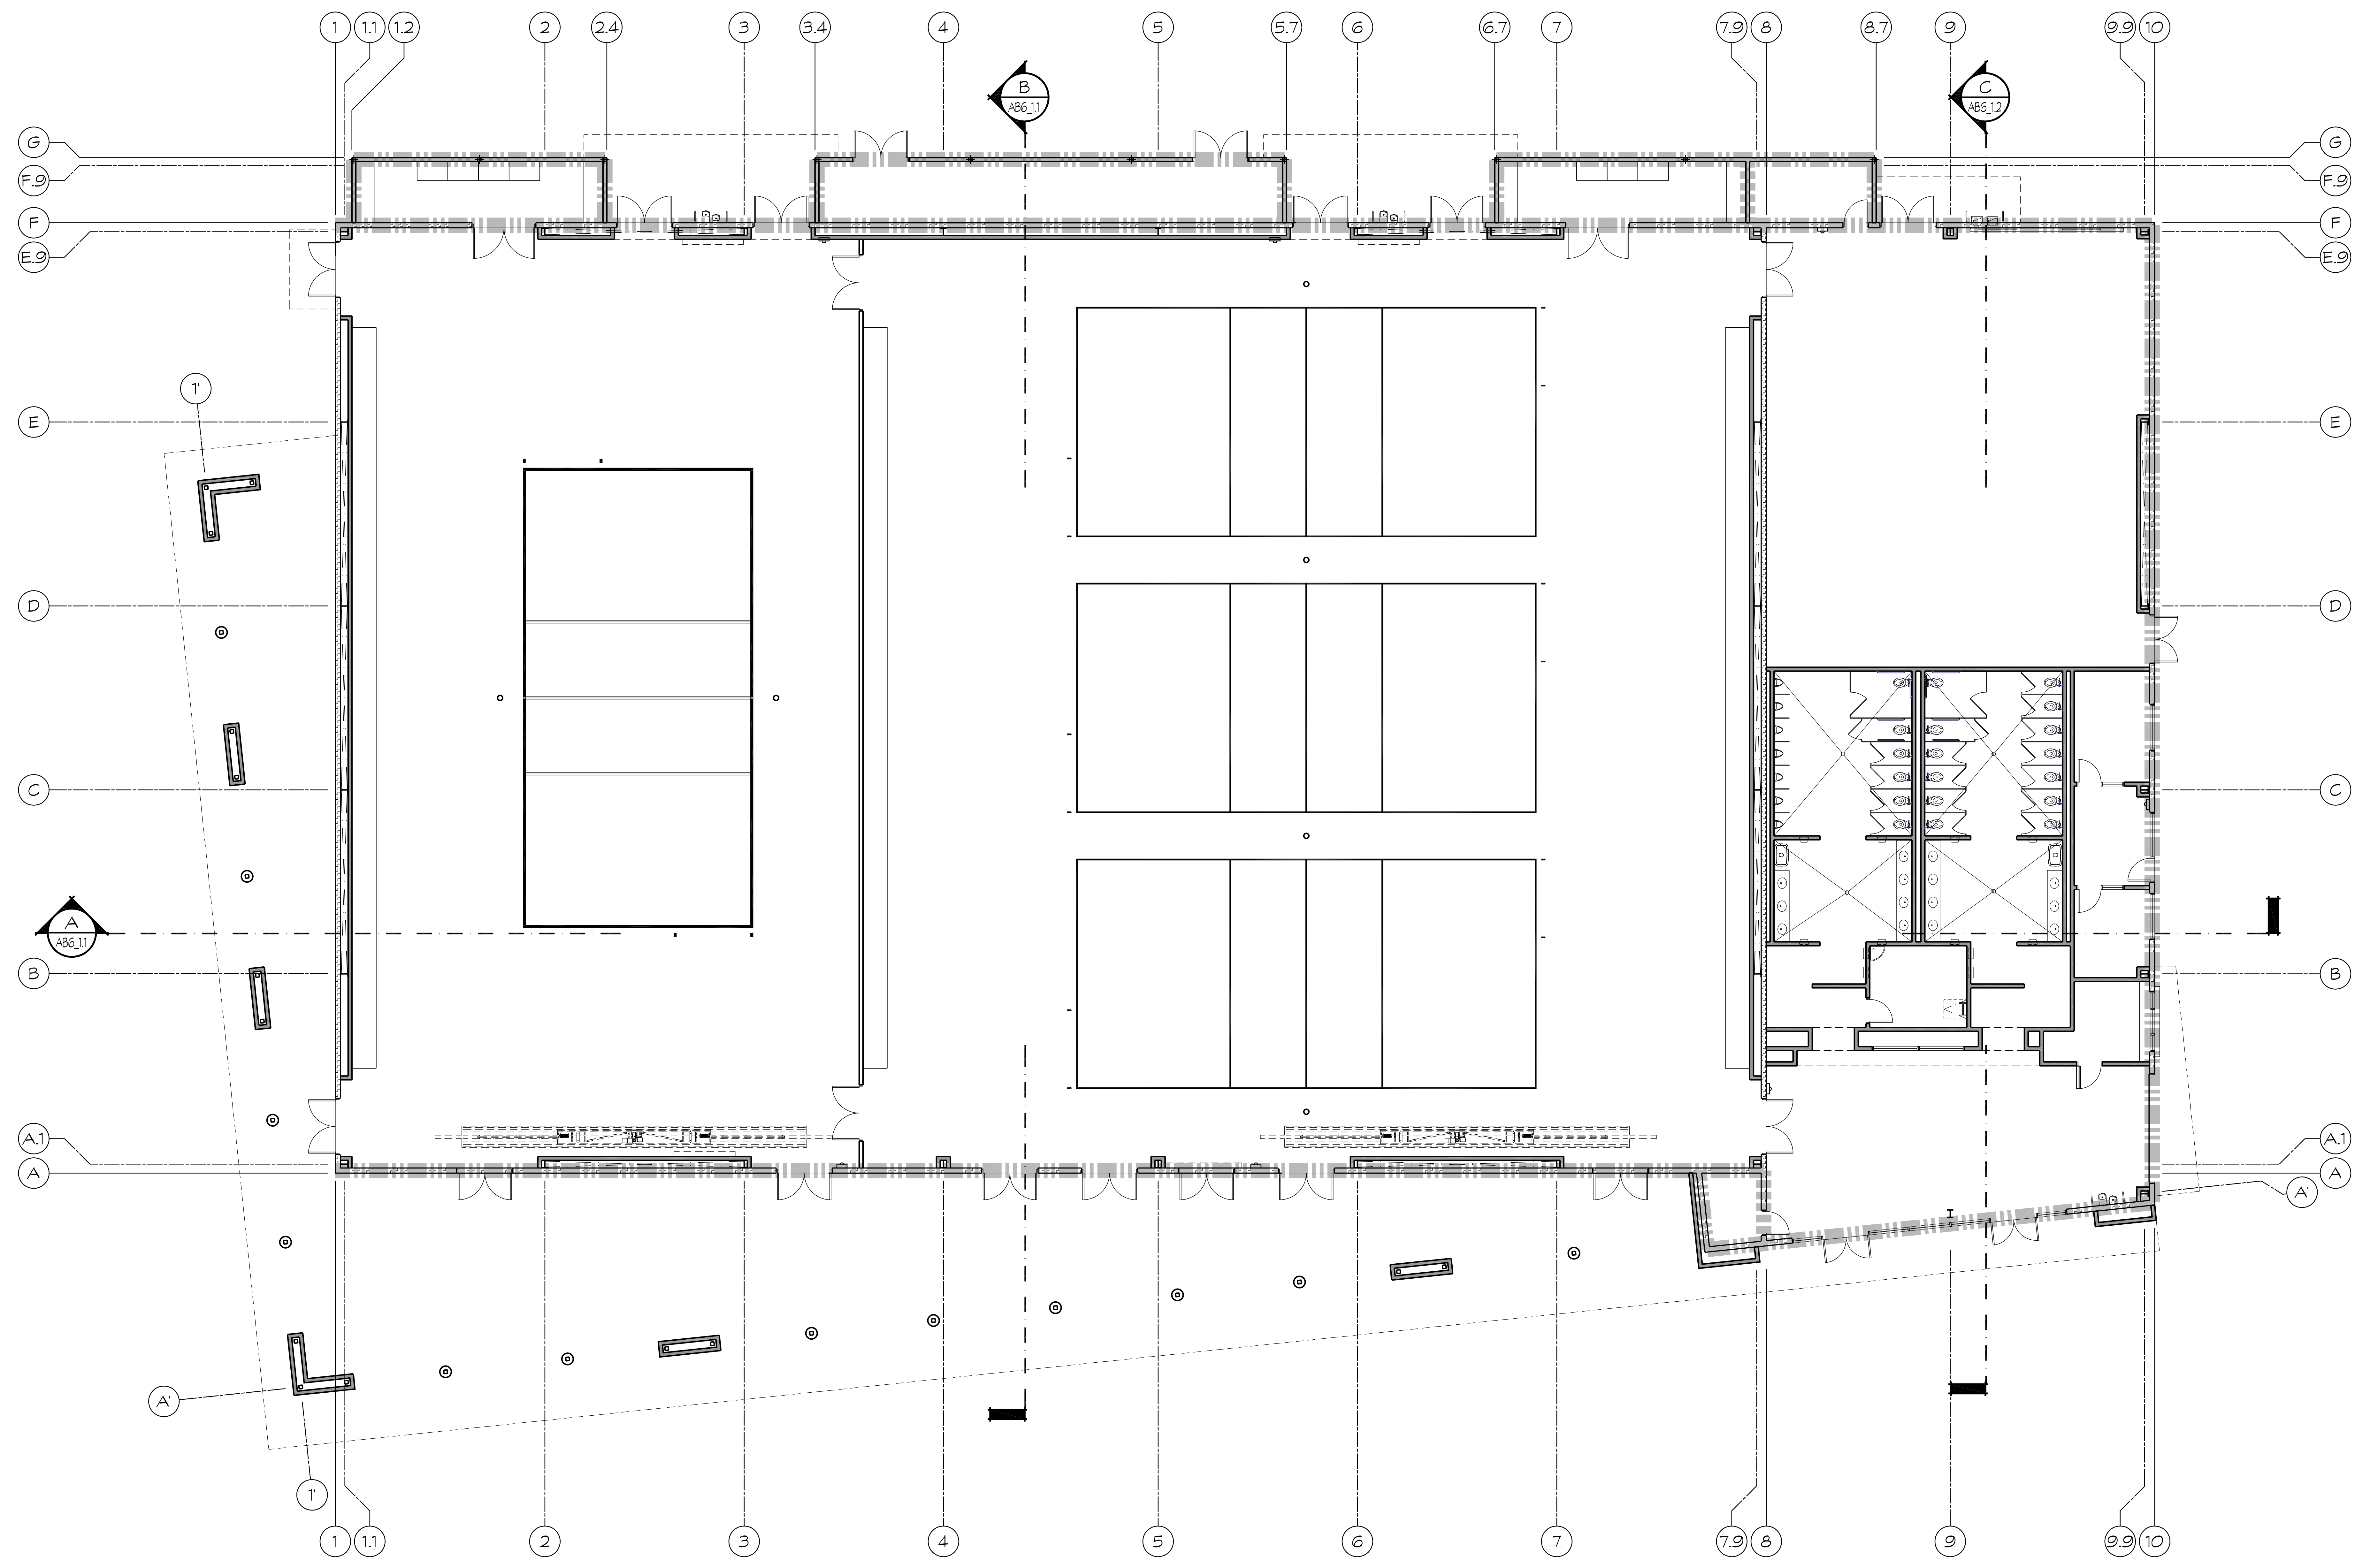 1 1.1 1.2 2 2.4 3 3.4 4 5 5.7 6 6.7 7 7.9 8 8.7 9 9.9 10
B
AB6_1.1
C
AB6_1.2
G G
F.9 F.9
F F
E.9 E.9
1'
E E
D D
C C
A
AB6_1.1
B B
A.1 A.1
A A
A'
A'
1'
1 1.1 2 3 4 5 6 7 7.9 8 9 9.9 10